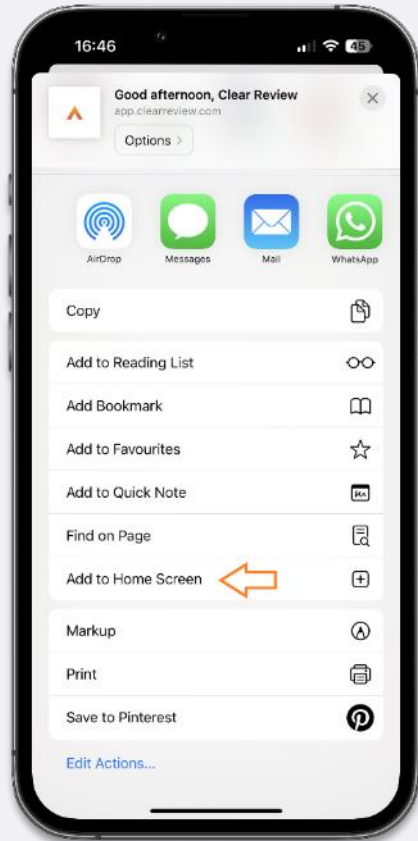 16:46
45
Good afternoon, Clear Review
app.clearreview.com
Options >
AirDrop Messages Mail WhatsApp
Copy
Add to Reading List
Add Bookmark
Add to Favourites
Add to Quick Note
Find on Page
Add to Home Screen
Markup
Print
Save to Pinterest
Edit Actions...